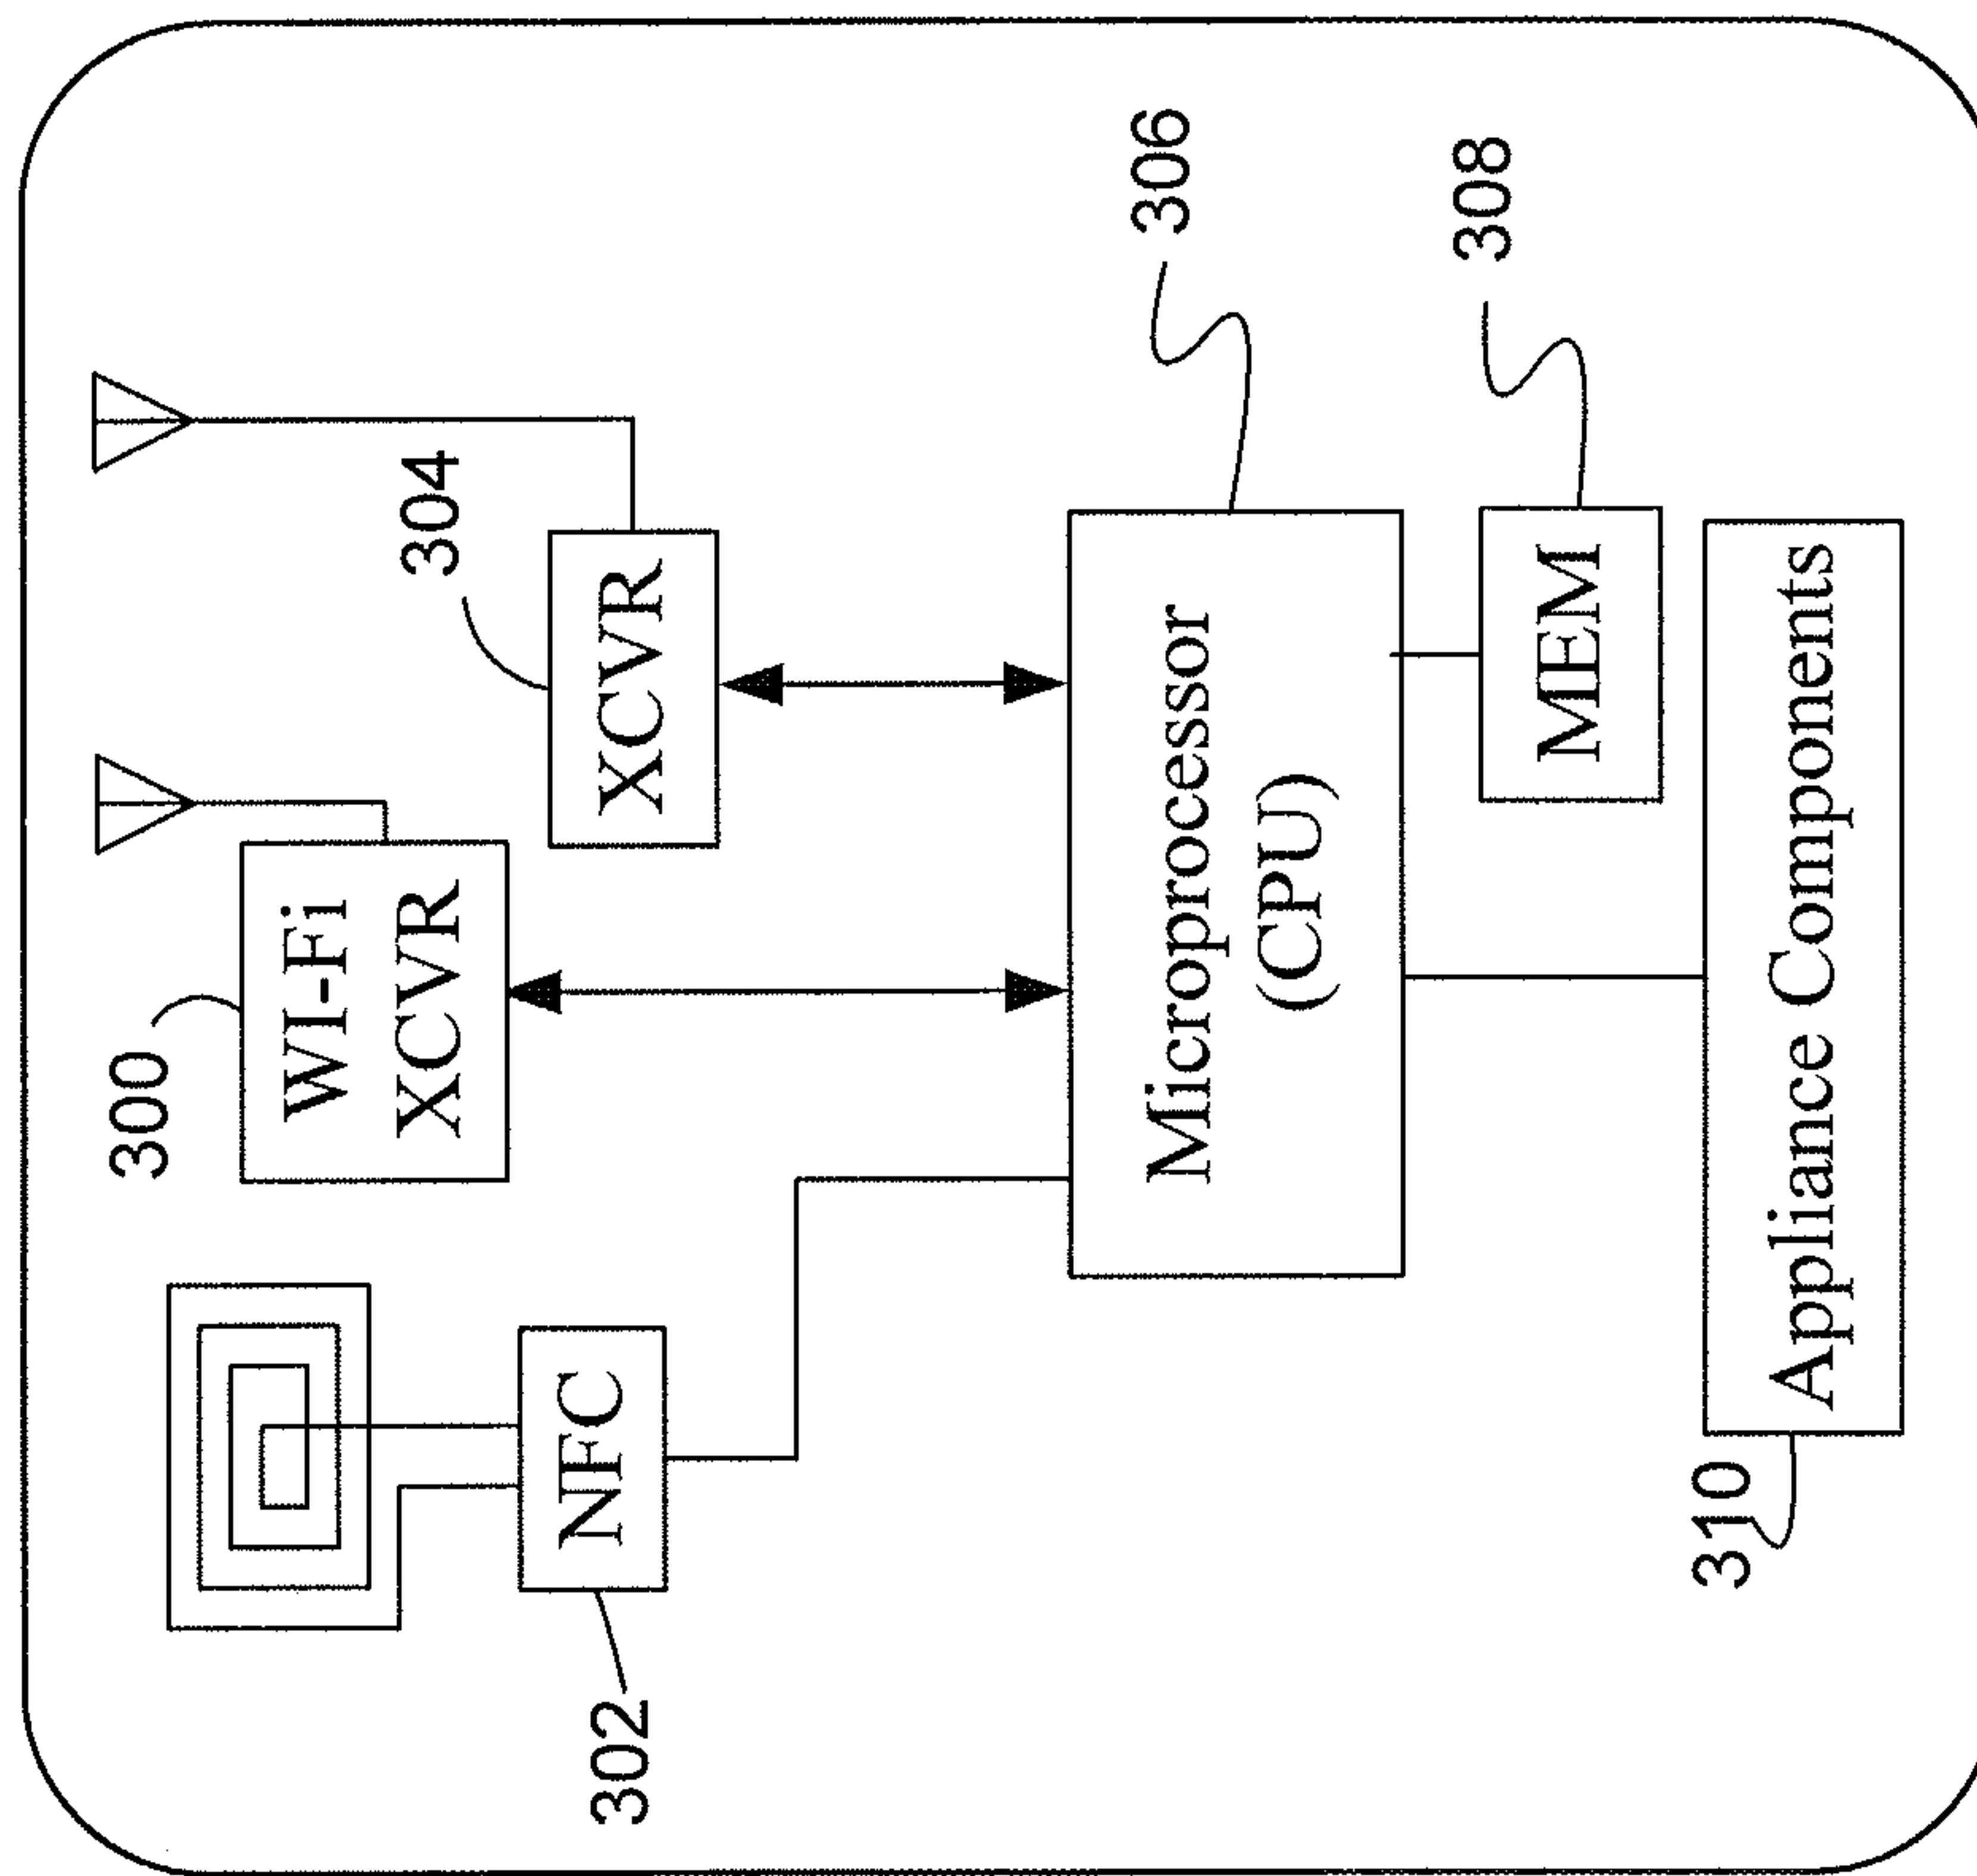 300
WI-Fi
XCVR
304
XCVR
302
NFC
306
Microprocessor
(CPU)
308
MEM
310
Appliance Components